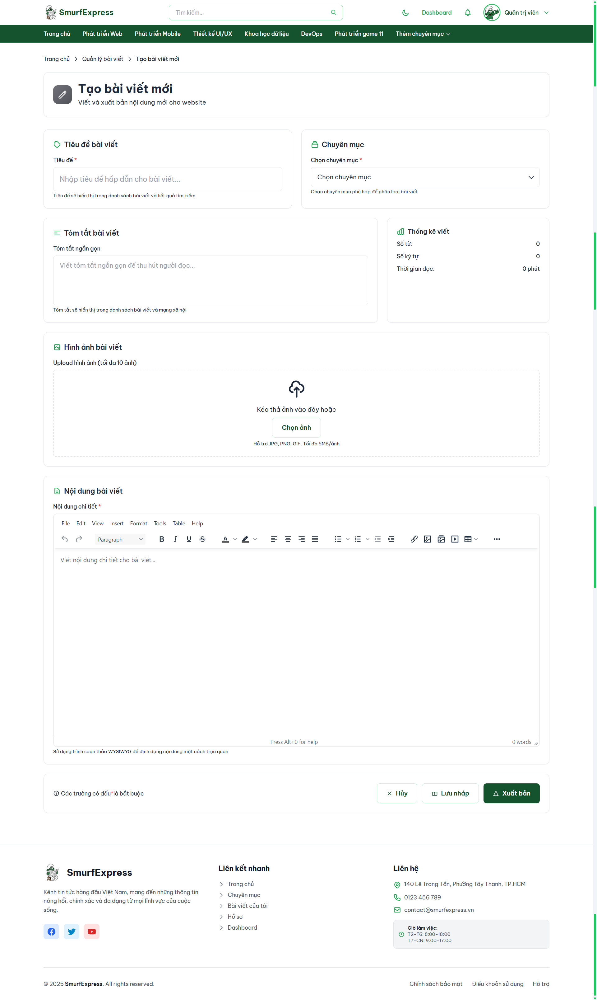 SmurfExpress
Tìm kiếm...
Dashboard
Quản trị viên
Trang chủ Phát triển Web Phát triển Mobile Thiết kế UI/UX Khoa học dữ liệu DevOps Phát triển game 11 Thêm chuyên mục
Trang chủ > Quản lý bài viết > Tạo bài viết mới
Tạo bài viết mới
Viết và xuất bản nội dung mới cho website
Tiêu đề bài viết
Tiêu đề *
Nhập tiêu đề hấp dẫn cho bài viết...
Tiêu đề sẽ hiển thị trong danh sách bài viết và kết quả tìm kiếm
Chuyên mục
Chọn chuyên mục *
Chọn chuyên mục
Chọn chuyên mục phù hợp để phân loại bài viết
Tóm tắt bài viết
Tóm tắt ngắn gọn
Viết tóm tắt ngắn gọn để thu hút người đọc...
Tóm tắt sẽ hiển thị trong danh sách bài viết và mạng xã hội
Thống kê viết
Số từ: 0
Số ký tự: 0
Thời gian đọc: 0 phút
Hình ảnh bài viết
Upload hình ảnh (tối đa 10 ảnh)
Kéo thả ảnh vào đây hoặc
Chọn ảnh
Hỗ trợ JPG, PNG, GIF. Tối đa 5MB/ảnh
Nội dung bài viết
Nội dung chi tiết *
File Edit View Insert Format Tools Table Help
Paragraph B I U S A
Viết nội dung chi tiết cho bài viết...
Press Alt+0 for help
0 words
Sử dụng trình soạn thảo WYSIWYG để định dạng nội dung một cách trực quan
Các trường có dấu*là bắt buộc
Hủy
Lưu nháp
Xuất bản
SmurfExpress
Kênh tin tức hàng đầu Việt Nam, mang đến những thông tin
nóng hổi, chính xác và đa dạng từ mọi lĩnh vực của cuộc
sống.
Liên kết nhanh
Trang chủ
Chuyên mục
Bài viết của tôi
Hồ sơ
Dashboard
Liên hệ
140 Lê Trọng Tấn, Phường Tây Thạnh, TP.HCM
0123 456 789
contact@smurfexpress.vn
Giờ làm việc:
T2-T6: 8:00-18:00
T7-CN: 9:00-17:00
© 2025 SmurfExpress. All rights reserved.
Chính sách bảo mật Điều khoản sử dụng Hỗ trợ